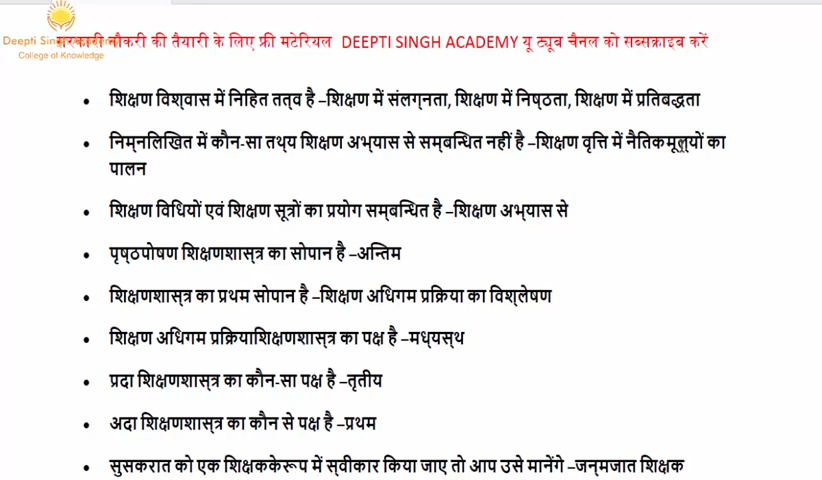 सरकारी नौकरी की तैयारी के लिए फ्री मटेरियल DEEPTI SINGH ACADEMY यू ट्यूब चैनल को सब्सक्राइब करें
Deepti Singh Academy
College of Knowledge
• शिक्षण विश्वास में निहित तत्व है –शिक्षण में संलग्नता, शिक्षण में निष्ठता, शिक्षण में प्रतिबद्धता
• निम्नलिखित में कौन-सा तथ्य शिक्षण अभ्यास से सम्बन्धित नहीं है –शिक्षण वृत्ति में नैतिकमूल्यों का
पालन
• शिक्षण विधियों एवं शिक्षण सूत्रों का प्रयोग सम्बन्धित है –शिक्षण अभ्यास से
• पृष्ठपोषण शिक्षणशास्त्र का सोपान है –अन्तिम
• शिक्षणशास्त्र का प्रथम सोपान है –शिक्षण अधिगम प्रक्रिया का विश्लेषण
• शिक्षण अधिगम प्रक्रियाशिक्षणशास्त्र का पक्ष है –मध्यस्थ
• प्रदा शिक्षणशास्त्र का कौन-सा पक्ष है –तृतीय
• अदा शिक्षणशास्त्र का कौन से पक्ष है –प्रथम
• सुसकरात को एक शिक्षककेरूप में स्वीकार किया जाए तो आप उसे मानेंगे –जन्मजात शिक्षक